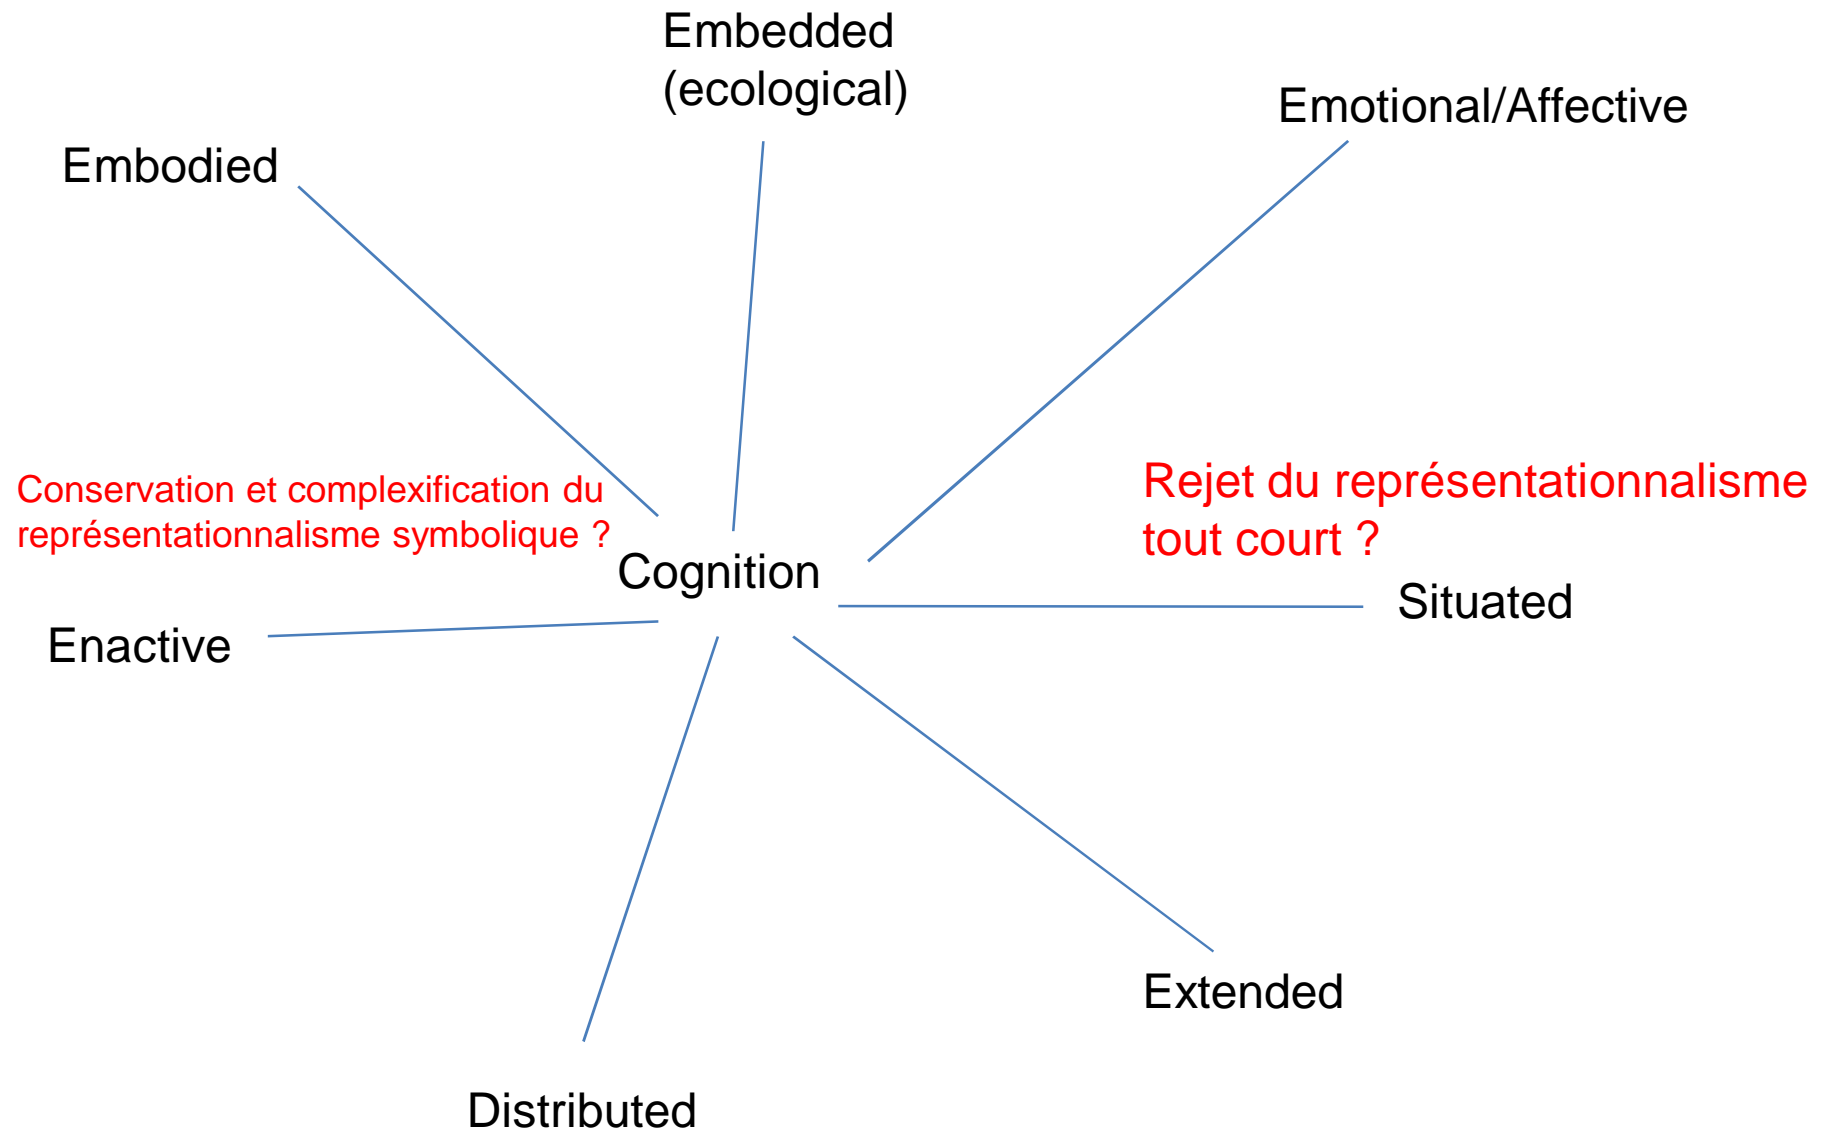 Embedded
(ecological)
Emotional/Affective
Embodied
Conservation et complexification du
représentationnalisme symbolique ?
Rejet du représentationnalisme
tout court ?
Cognition
Situated
Enactive
Extended
Distributed